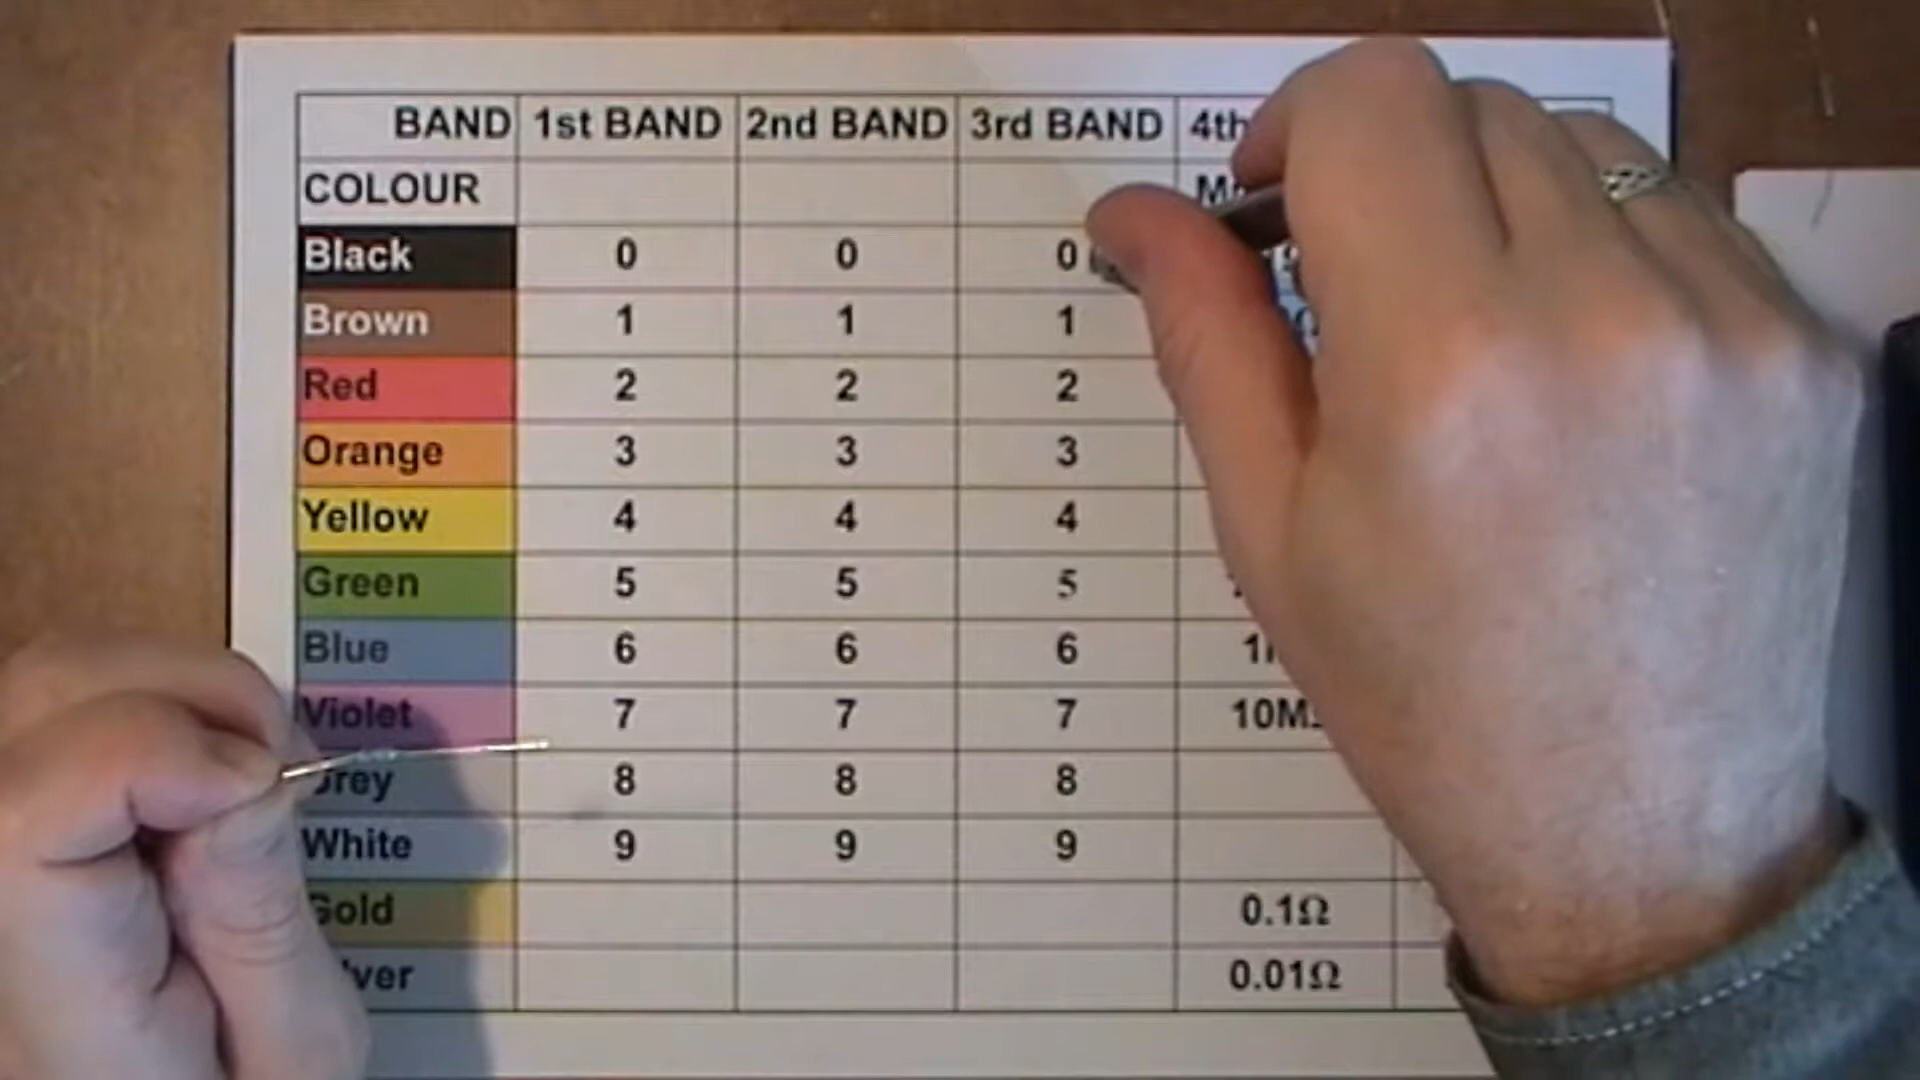 BAND 1st BAND 2nd BAND 3rd BAND 4th
COLOUR
Black 0 0 0
Brown 1 1 1
Red 2 2 2
Orange 3 3 3
Yellow 4 4 4
Green 5 5 5
Blue 6 6 6
Violet 7 7 7 10M
Grey 8 8 8
White 9 9 9
Gold 0.1Ω
0.01Ω